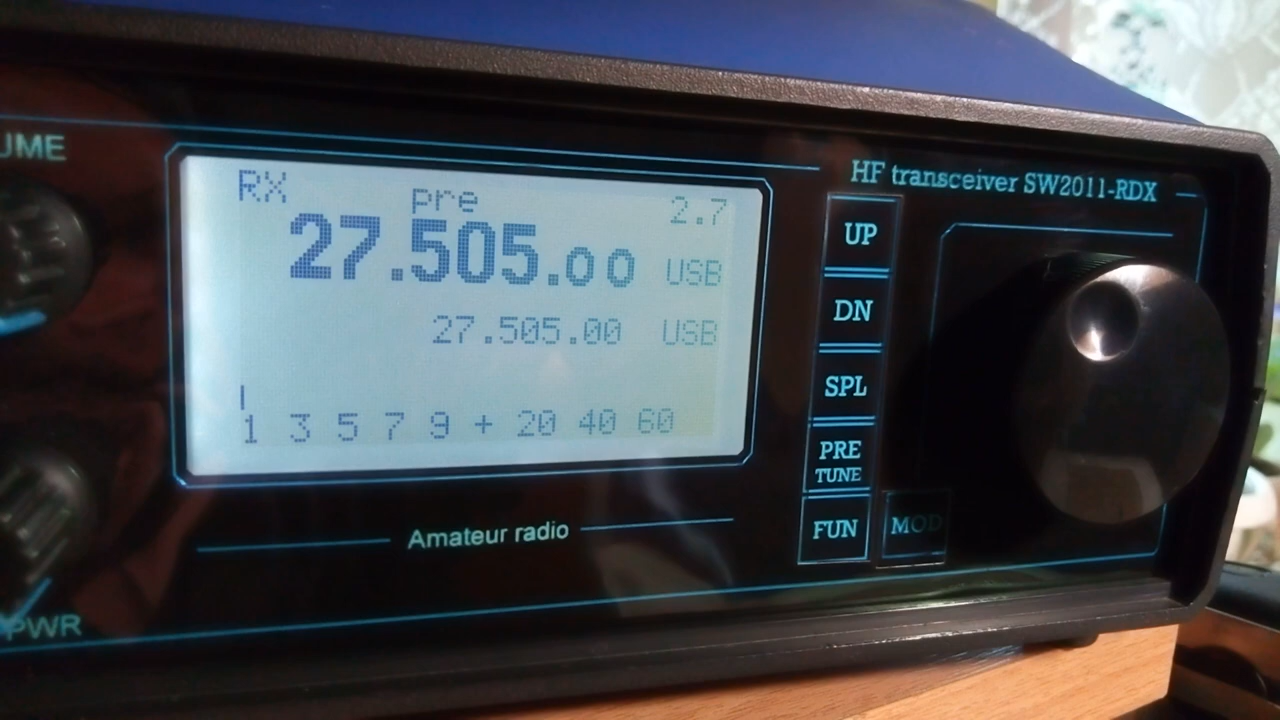 HF transceiver SW2011-RDX
RX pre 2.7
27.505.00 USB
27.505.00 USB
1 3 5 7 9 + 20 40 60
UP
DN
SPL
PRE
TUNE
FUN
MOD
Amateur radio
PWR